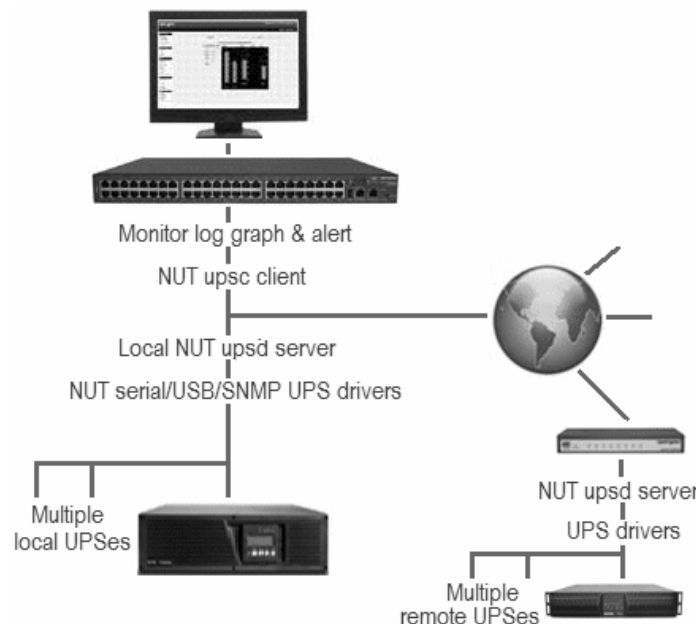 Monitor log graph & alert
NUT upsc client
Local NUT upsd server
NUT serial/USB/SNMP UPS drivers
Multiple
local UPSes
NUT upsd server
UPS drivers
Multiple
remote UPSes